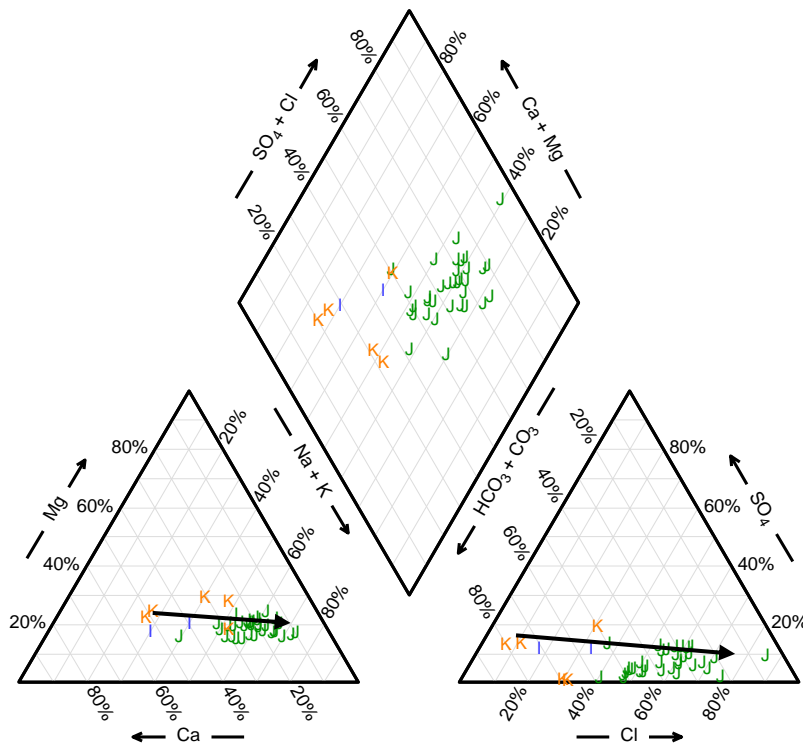 80% 80%
SO4 + Cl Ca + Mg
60% 60%
40% 40%
20% 20%
J
J
J J J J J J J J J J
K
I J J J J J J J J J
K I J J J J J J J J J J
K
K J J
K
Na + K HCO3 + CO3
80% 20% 20% 80%
Mg SO4
60% 40% 40% 60%
40% 60% 60% 40%
20% 80% 80% 20%
K K K K K K
I I J J J J J J J J J J
K K K K K
I I J J J J J J J J J J
80% 60% 40% 20% 20% 40% 60% 80%
Ca Cl